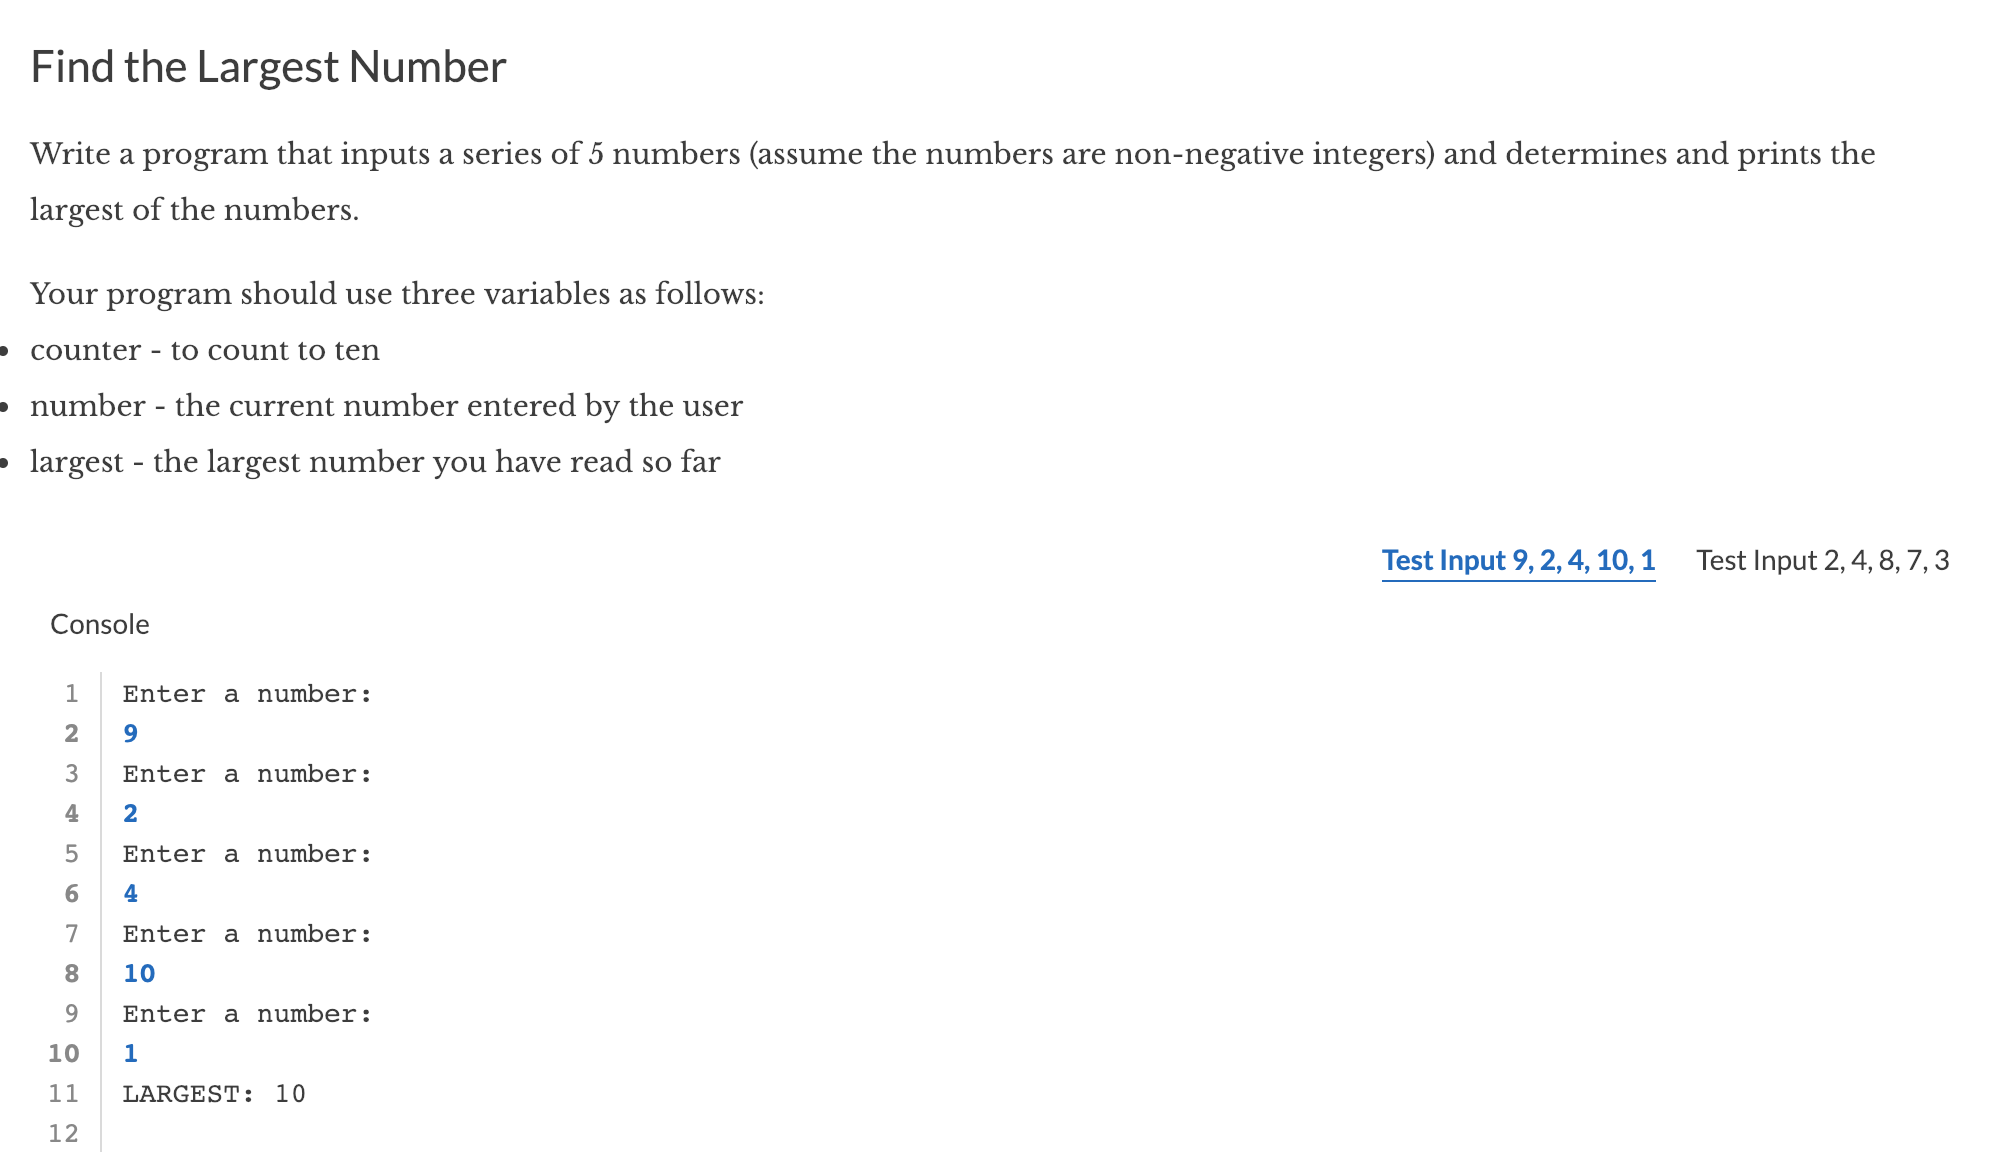 Find the Largest Number
Write a program that inputs a series of 5 numbers (assume the numbers are non-negative integers) and determines and prints the
largest of the numbers.
Your program should use three variables as follows:
• counter - to count to ten
• number - the current number entered by the user
• largest - the largest number you have read so far
Test Input 9, 2, 4, 10, 1 Test Input 2, 4, 8, 7, 3
Console
1 Enter a number:
2 9
3 Enter a number:
4 2
5 Enter a number:
6 4
7 Enter a number:
8 10
9 Enter a number:
10 1
11 LARGEST: 10
12